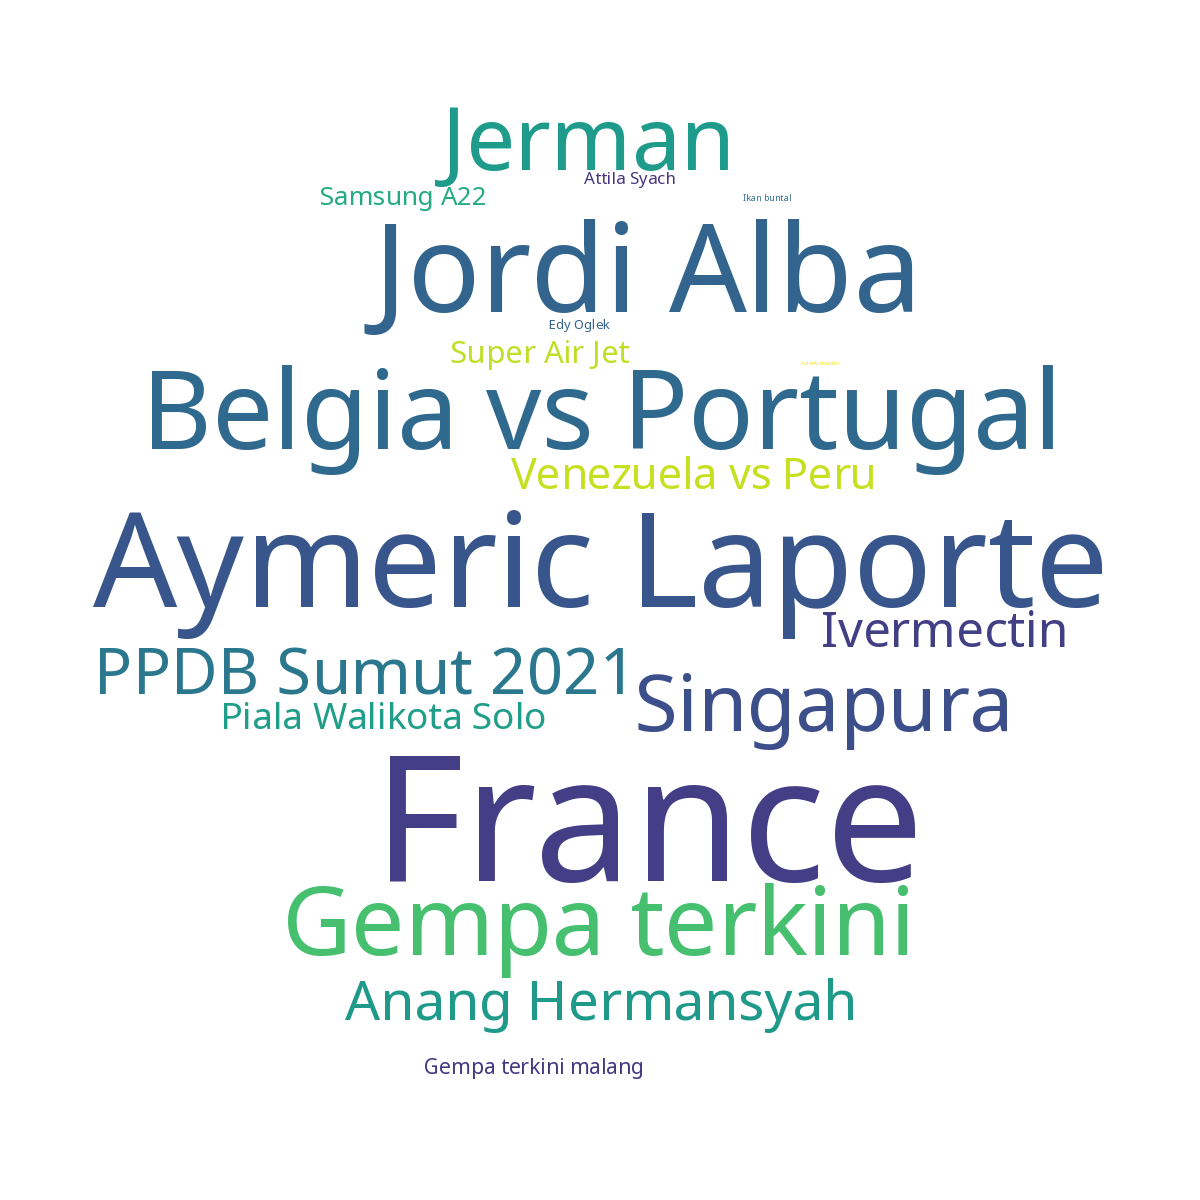 Jerman
Attila Syach
Samsung A22
Ikan buntal
Jordi Alba
Edy Oglek
Super Air Jet
Belgia vs Portugal
Venezuela vs Peru
Aymeric Laporte
Ivermectin
PPDB Sumut 2021
Singapura
Piala Walikota Solo
France
Gempa terkini
Anang Hermansyah
Gempa terkini malang